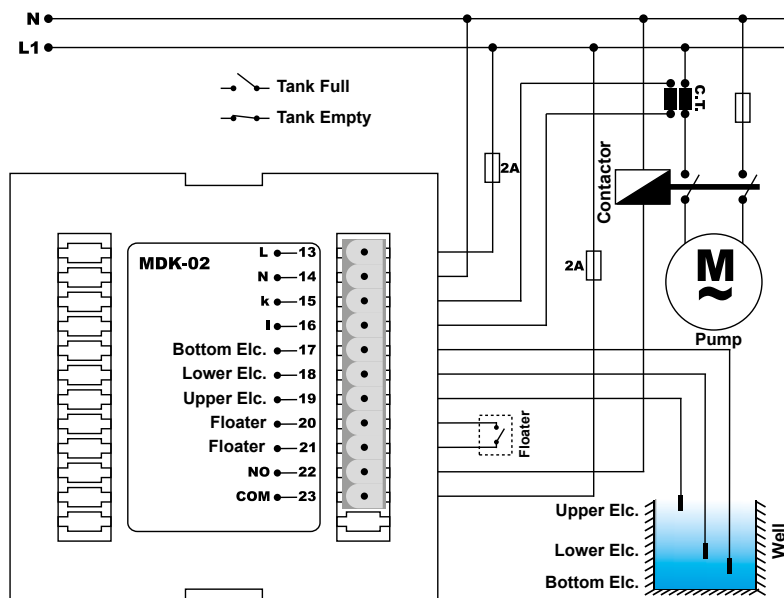 N
L1
Tank Full
Tank Empty
C.T.
2A
Contactor
2A
M
~
Pump
MDK-02
L 13
N 14
k 15
l 16
Bottom Elc. 17
Lower Elc. 18
Upper Elc. 19
Floater 20
Floater 21
NO 22
COM 23
Floater
Upper Elc.
Lower Elc.
Bottom Elc.
Well